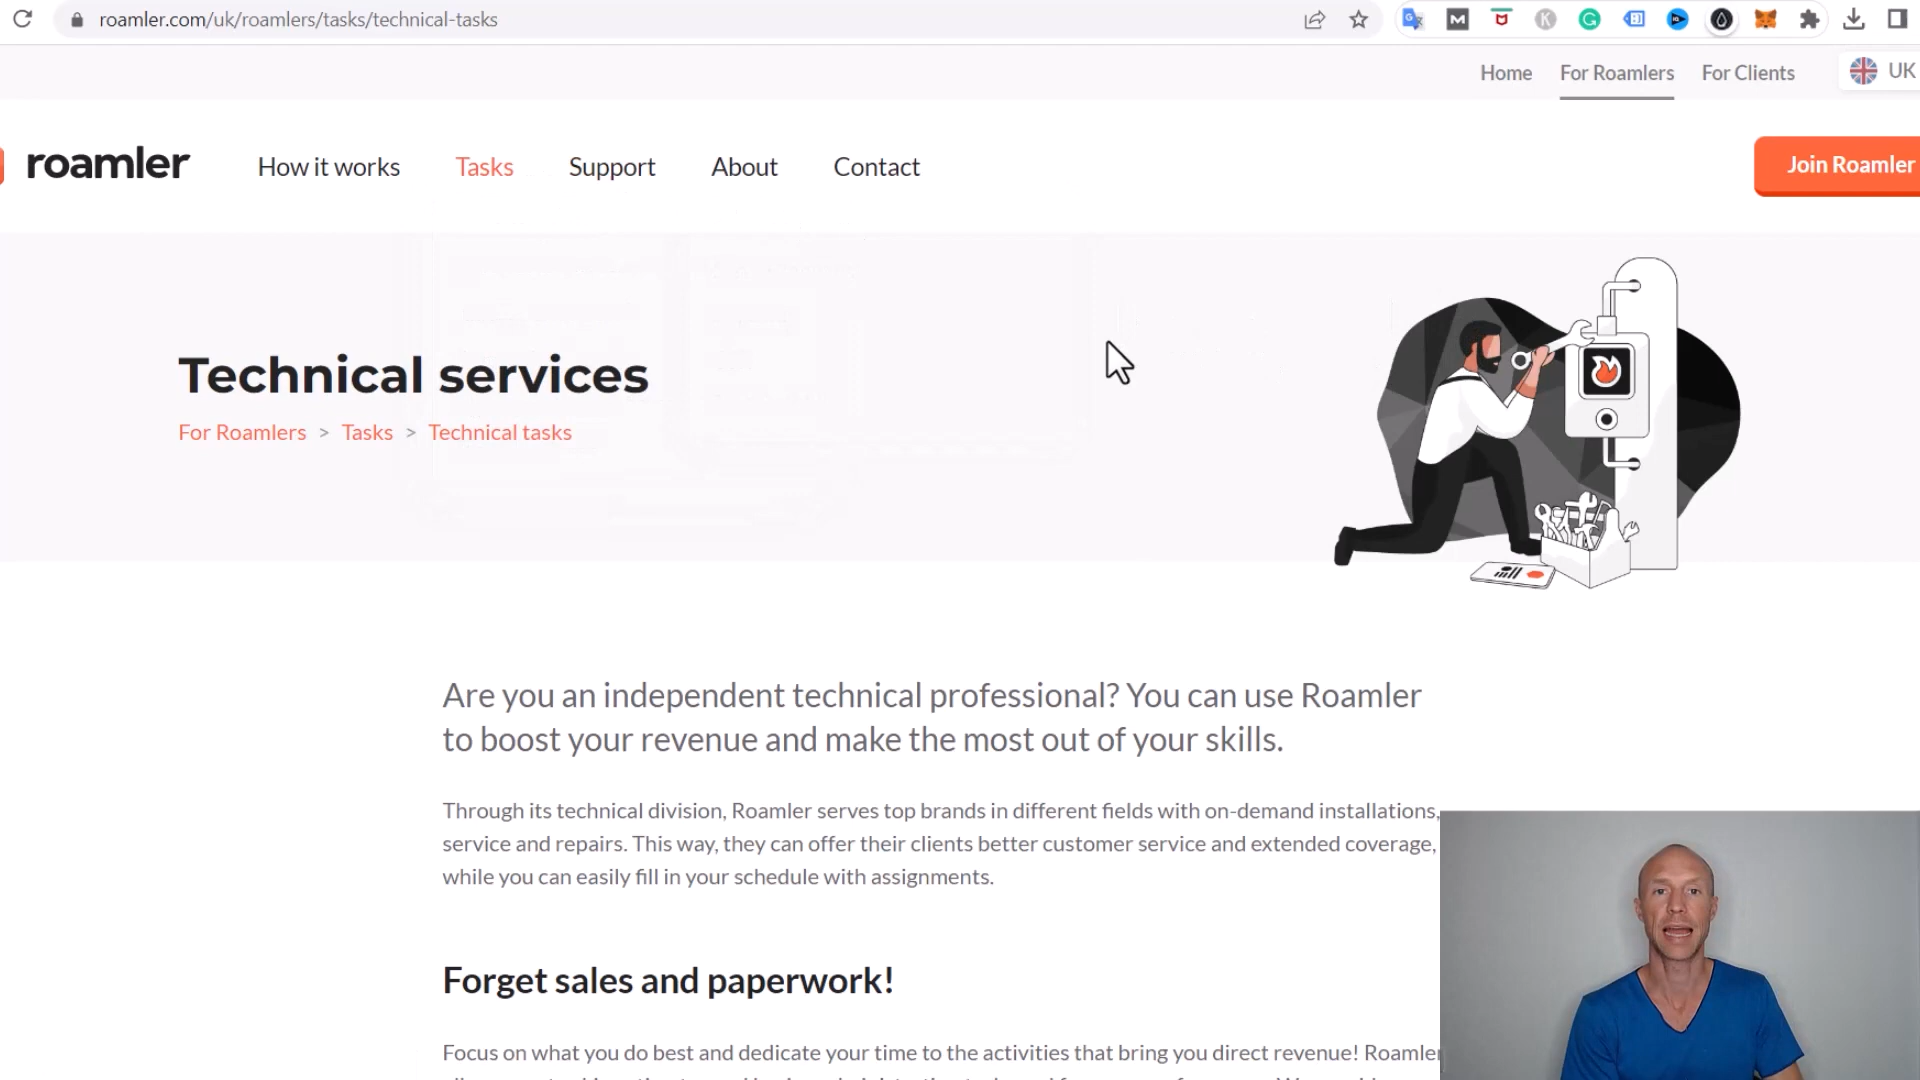 roamler.com/uk/roamlers/tasks/technical-tasks
Home For Roamlers For Clients UK
roamler How it works Tasks Support About Contact Join Roamler
Technical services
For Roamlers > Tasks > Technical tasks
Are you an independent technical professional? You can use Roamler
to boost your revenue and make the most out of your skills.
Through its technical division, Roamler serves top brands in different fields with on-demand installations,
service and repairs. This way, they can offer their clients better customer service and extended coverage,
while you can easily fill in your schedule with assignments.
Forget sales and paperwork!
Focus on what you do best and dedicate your time to the activities that bring you direct revenue! Roamler